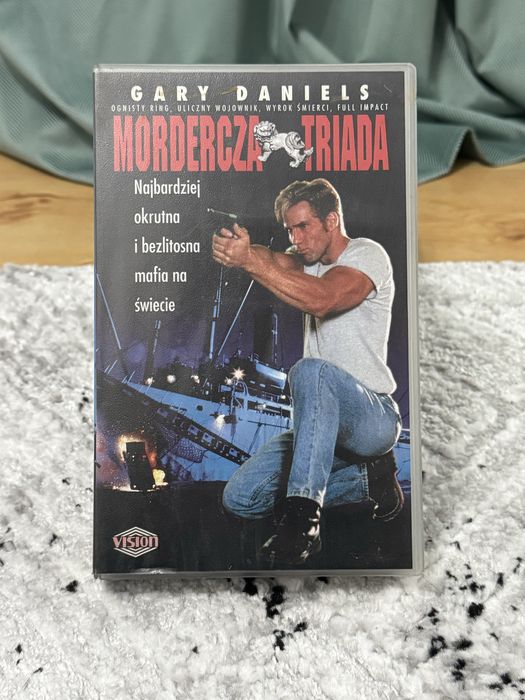 GARY DANIELS
OGNISTY RING, ULICZNY WOJOWNIK, WYROK ŚMIERCI, FULL IMPACT
MORDERCZA TRIADA
Najbardziej
okrutna
i bezlitosna
mafia na
świecie
VISION